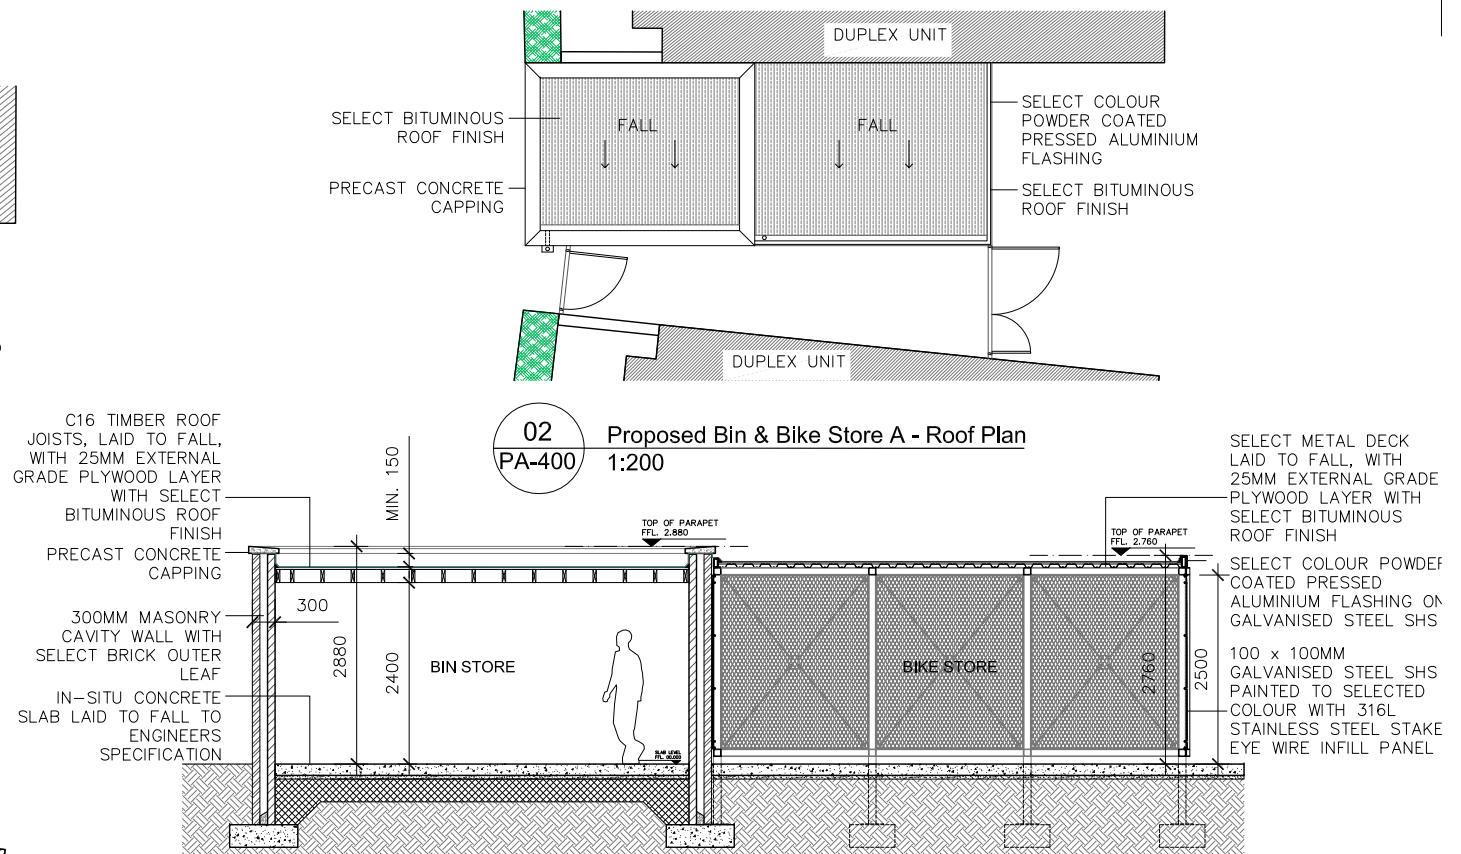 DUPLEX UNIT
SELECT BITUMINOUS
ROOF FINISH
FALL
FALL
SELECT COLOUR
POWDER COATED
PRESSED ALUMINIUM
FLASHING
PRECAST CONCRETE
CAPPING
SELECT BITUMINOUS
ROOF FINISH
DUPLEX UNIT
02
PA-400
Proposed Bin & Bike Store A - Roof Plan
1:200
C16 TIMBER ROOF
JOISTS, LAID TO FALL,
WITH 25MM EXTERNAL
GRADE PLYWOOD LAYER
WITH SELECT
BITUMINOUS ROOF
FINISH
PRECAST CONCRETE
CAPPING
300MM MASONRY
CAVITY WALL WITH
SELECT BRICK OUTER
LEAF
IN-SITU CONCRETE
SLAB LAID TO FALL TO
ENGINEERS
SPECIFICATION
MIN. 150
300
2880
2400
BIN STORE
TOP OF PARAPET
FFL. 2.880
SLAB LEVEL
FFL. 00.000
BIKE STORE
TOP OF PARAPET
FFL. 2.760
2760
2500
SELECT METAL DECK
LAID TO FALL, WITH
25MM EXTERNAL GRADE
PLYWOOD LAYER WITH
SELECT BITUMINOUS
ROOF FINISH
SELECT COLOUR POWDER
COATED PRESSED
ALUMINIUM FLASHING ON
GALVANISED STEEL SHS
100 x 100MM
GALVANISED STEEL SHS
PAINTED TO SELECTED
COLOUR WITH 316L
STAINLESS STEEL STAKE
EYE WIRE INFILL PANEL